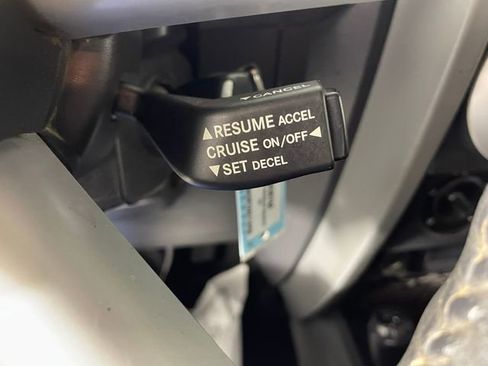 ▼CANCEL
▲RESUME ACCEL
CRUISE ON/OFF◀
▼SET DECEL